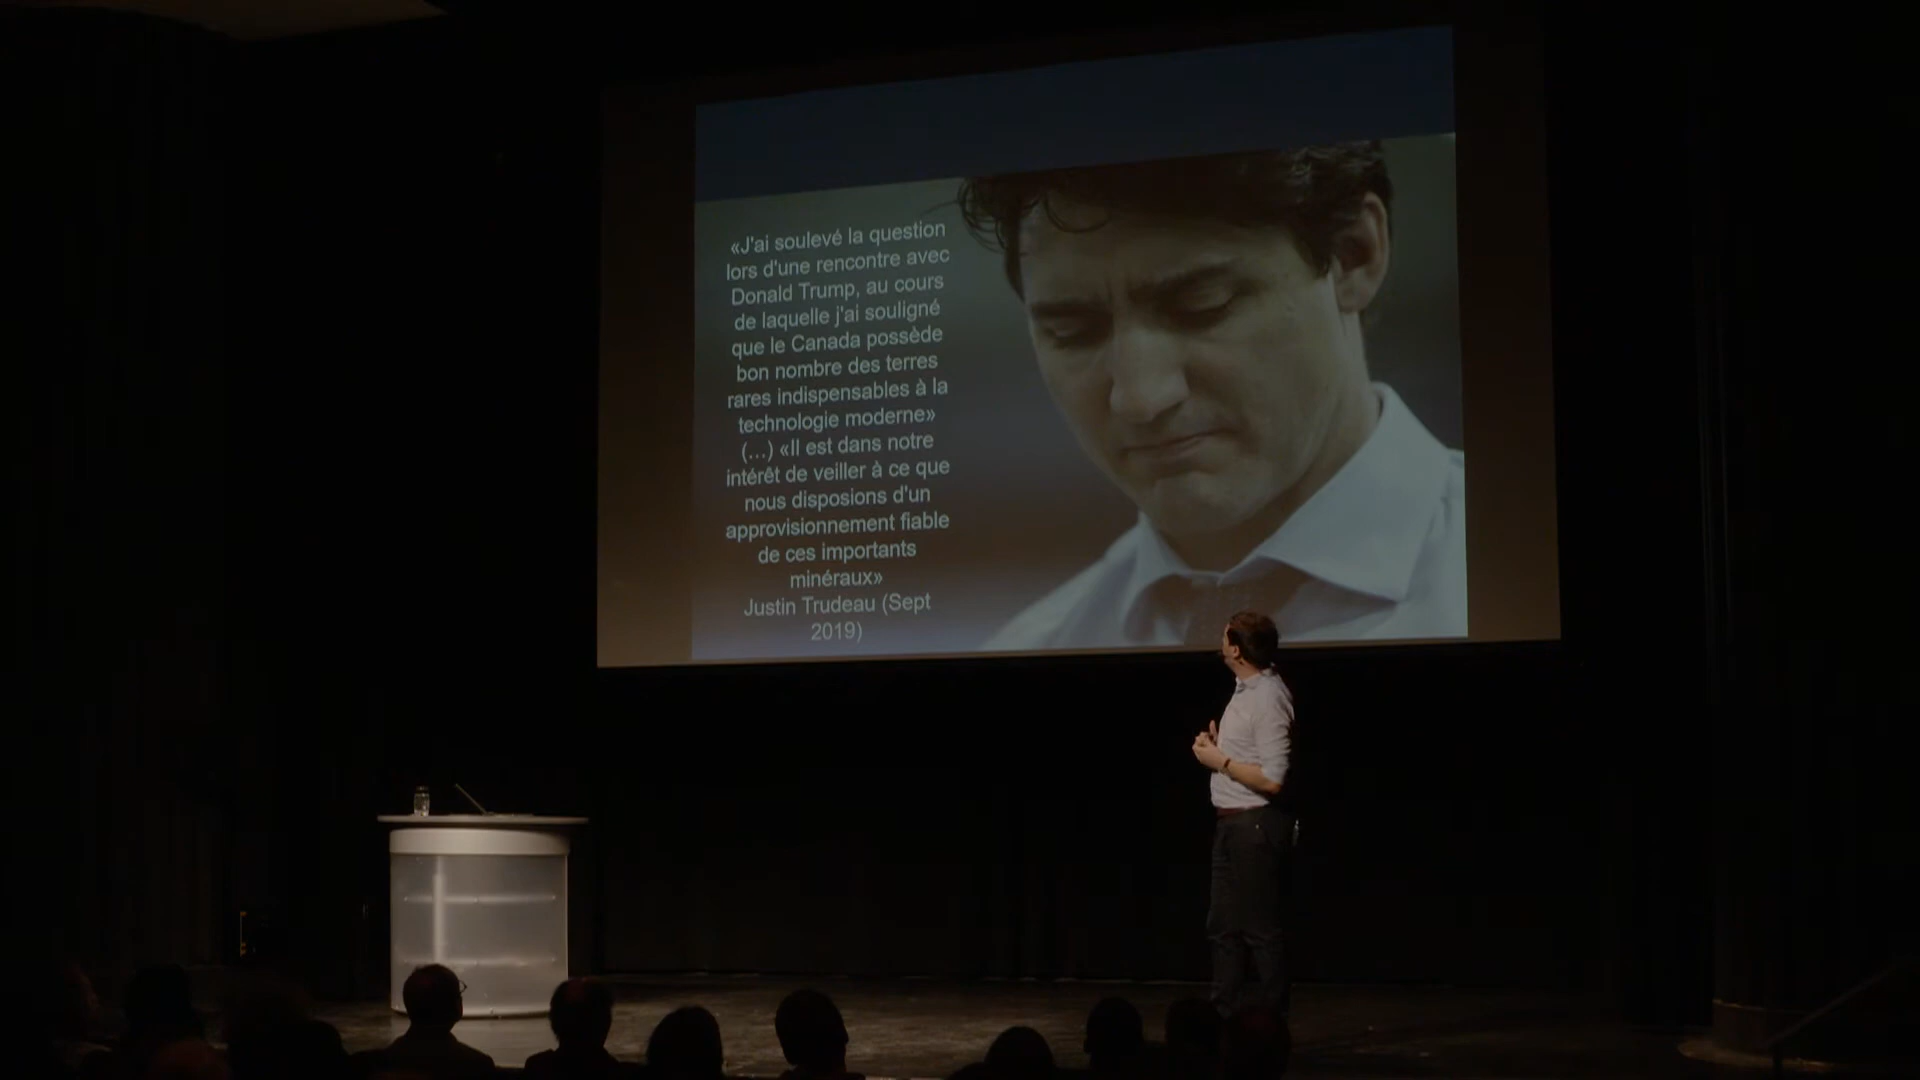 «J'ai soulevé la question
lors d'une rencontre avec
Donald Trump, au cours
de laquelle j'ai souligné
que le Canada possède
bon nombre des terres
rares indispensables à la
technologie moderne»
(...) «Il est dans notre
intérêt de veiller à ce que
nous disposions d'un
approvisionnement fiable
de ces importants
minéraux»
Justin Trudeau (Sept
2019)